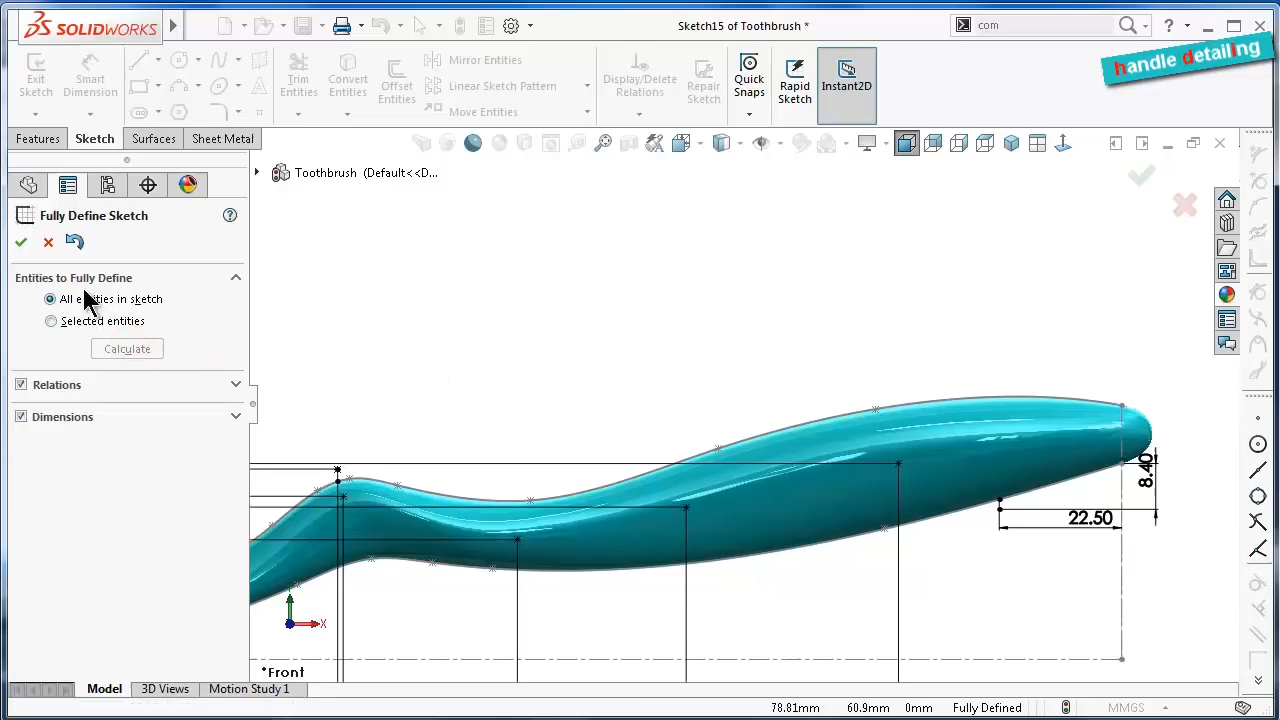 SOLIDWORKS
Sketch15 of Toothbrush *
com
handle detailing
Exit Sketch
Smart Dimension
Trim Entities
Convert Entities
Offset Entities
Mirror Entities
Linear Sketch Pattern
Move Entities
Display/Delete Relations
Repair Sketch
Quick Snaps
Rapid Sketch
Instant2D
Features
Sketch
Surfaces
Sheet Metal
Toothbrush (Default<<D...
Fully Define Sketch
Entities to Fully Define
All entities in sketch
Selected entities
Calculate
Relations
Dimensions
8.40
22.50
X
*Front
Model
3D Views
Motion Study 1
78.81mm
60.9mm
0mm
Fully Defined
MMGS